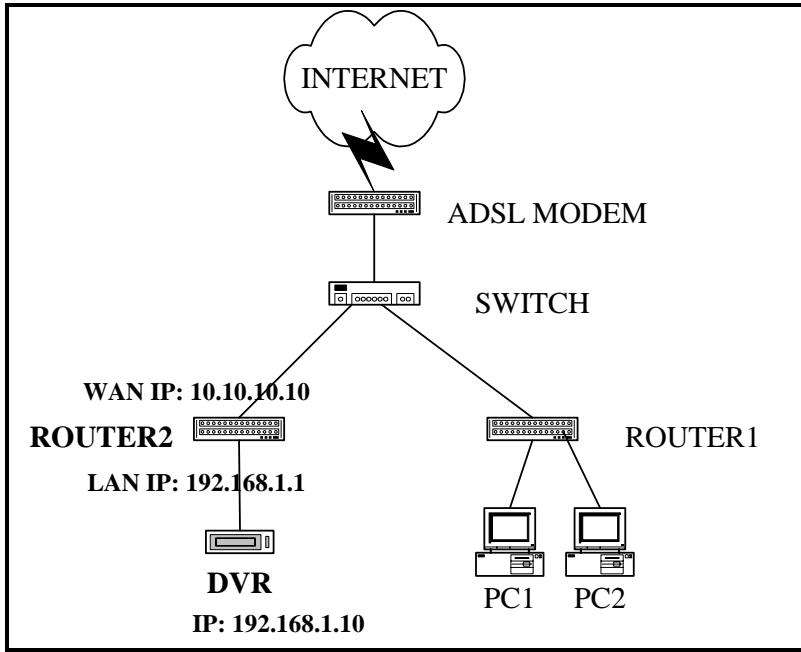 INTERNET
ADSL MODEM
SWITCH
WAN IP: 10.10.10.10
ROUTER2
ROUTER1
LAN IP: 192.168.1.1
DVR
PC1
PC2
IP: 192.168.1.10